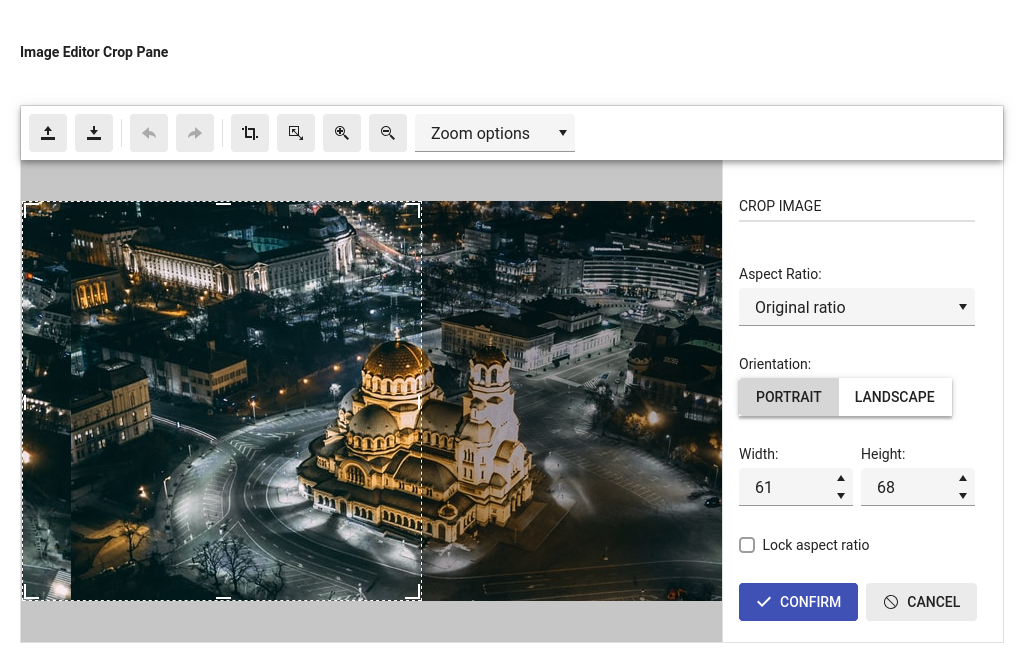 Image Editor Crop Pane
Zoom options
CROP IMAGE
Aspect Ratio:
Original ratio
Orientation:
PORTRAIT LANDSCAPE
Width: Height:
61 68
Lock aspect ratio
CONFIRM CANCEL